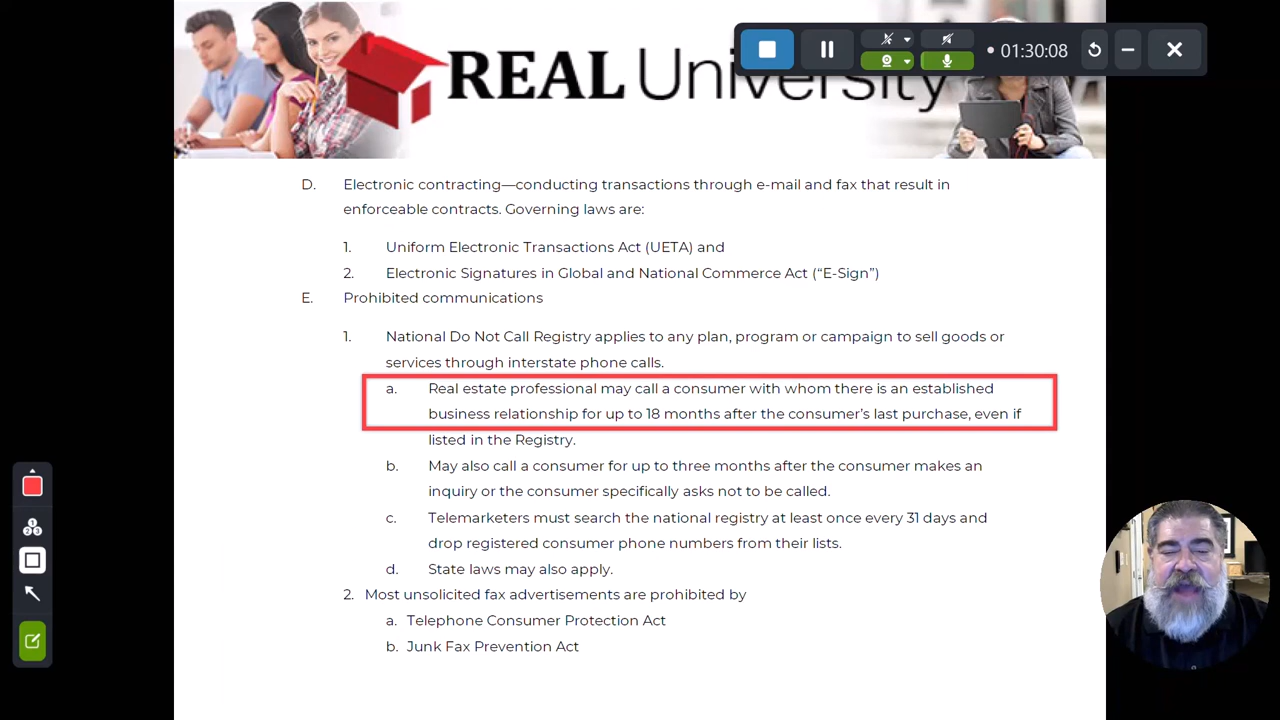 REAL University
01:30:08
D. Electronic contracting—conducting transactions through e-mail and fax that result in
enforceable contracts. Governing laws are:
1. Uniform Electronic Transactions Act (UETA) and
2. Electronic Signatures in Global and National Commerce Act (“E-Sign”)
E. Prohibited communications
1. National Do Not Call Registry applies to any plan, program or campaign to sell goods or
services through interstate phone calls.
a. Real estate professional may call a consumer with whom there is an established
business relationship for up to 18 months after the consumer’s last purchase, even if
listed in the Registry.
b. May also call a consumer for up to three months after the consumer makes an
inquiry or the consumer specifically asks not to be called.
c. Telemarketers must search the national registry at least once every 31 days and
drop registered consumer phone numbers from their lists.
d. State laws may also apply.
2. Most unsolicited fax advertisements are prohibited by
a. Telephone Consumer Protection Act
b. Junk Fax Prevention Act